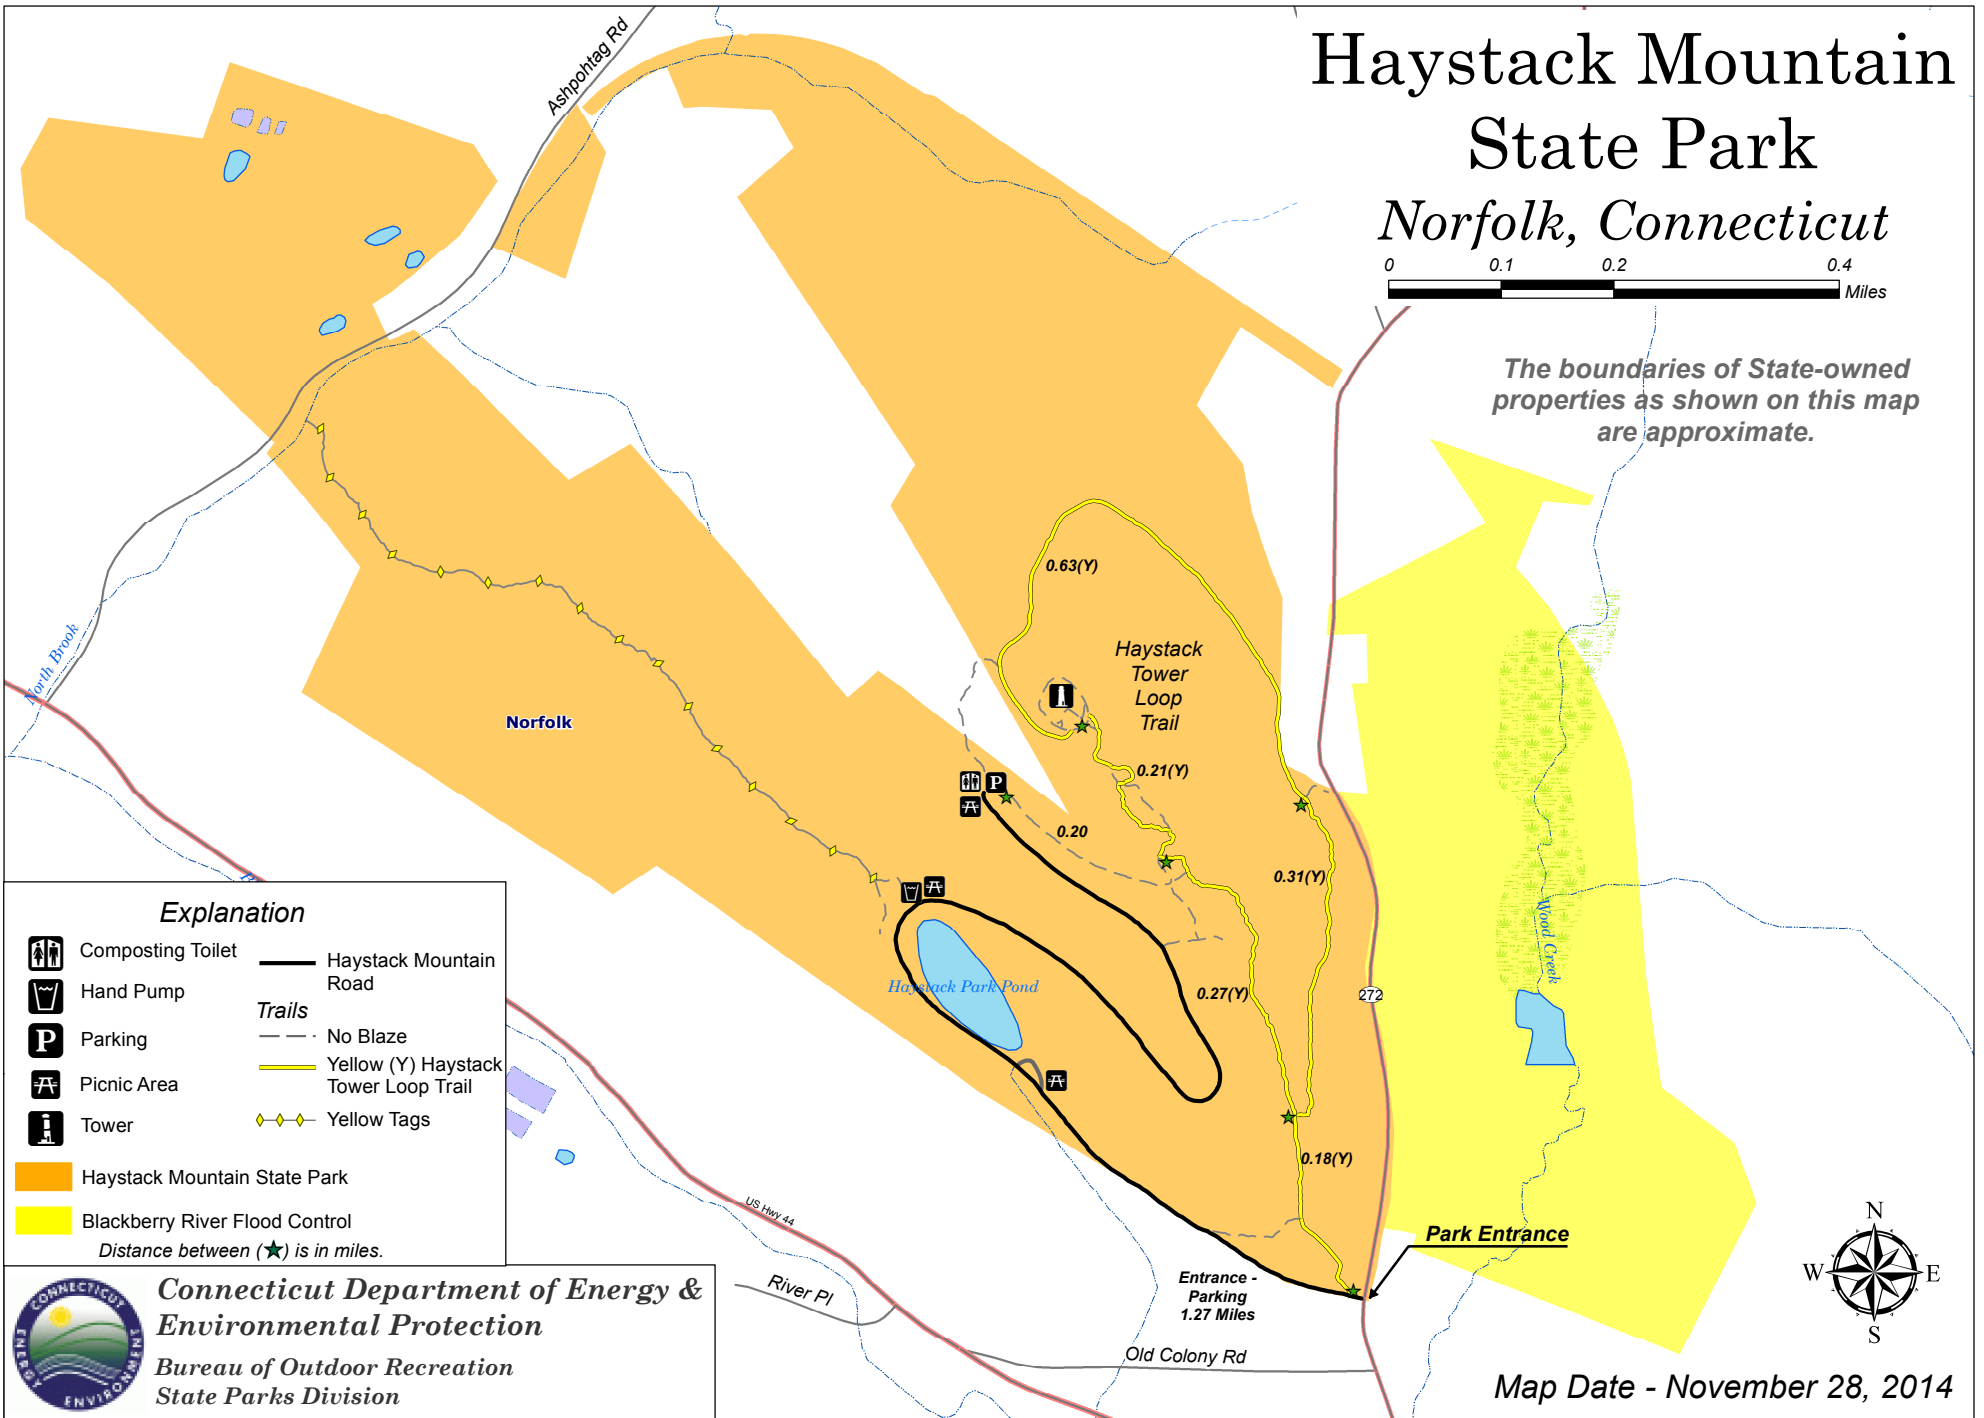 Haystack Mountain
State Park
Norfolk, Connecticut
0 0.1 0.2 0.4
Miles
The boundaries of State-owned
properties as shown on this map
are approximate.
Ashpohtag Rd
North Brook
Norfolk
0.63(Y)
Haystack
Tower
Loop
Trail
0.21(Y)
P
0.20
0.31(Y)
0.27(Y)
272
Wood Creek
Haystack Park Pond
0.18(Y)
Park Entrance
Entrance -
Parking
1.27 Miles
US Hwy 44
River Pl
Old Colony Rd
N
W E
S
Explanation
Composting Toilet
Hand Pump
P Parking
Picnic Area
Tower
Haystack Mountain
Road
Trails
No Blaze
Yellow (Y) Haystack
Tower Loop Trail
Yellow Tags
Haystack Mountain State Park
Blackberry River Flood Control
Distance between (★) is in miles.
CONNECTICUT
ENERGY
ENVIRONMENT
Connecticut Department of Energy &
Environmental Protection
Bureau of Outdoor Recreation
State Parks Division
Map Date - November 28, 2014